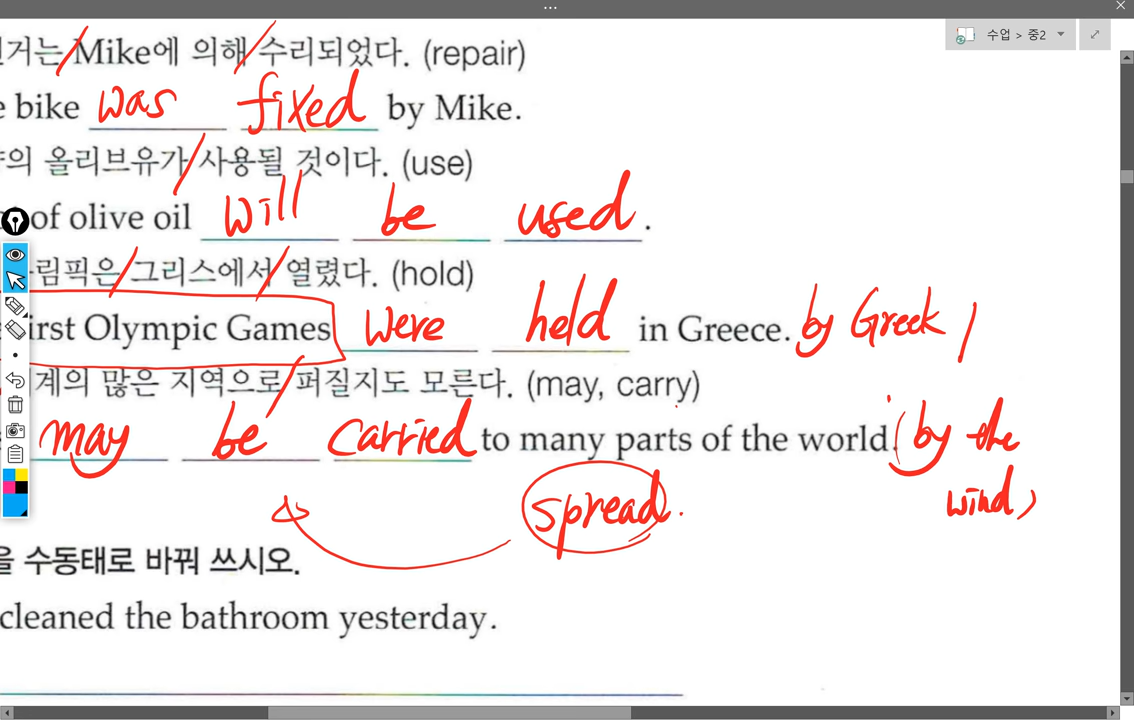 수업 > 중2
전거는 Mike에 의해 수리되었다. (repair)
e bike was fixed by Mike.
의 올리브유가 사용될 것이다. (use)
of olive oil will be used.
림픽은 그리스에서 열렸다. (hold)
irst Olympic Games were held in Greece. by Greek
계의 많은 지역으로 퍼질지도 모른다. (may, carry)
may be carried to many parts of the world. (by the
wind)
spread.
을 수동태로 바꿔 쓰시오.
cleaned the bathroom yesterday.